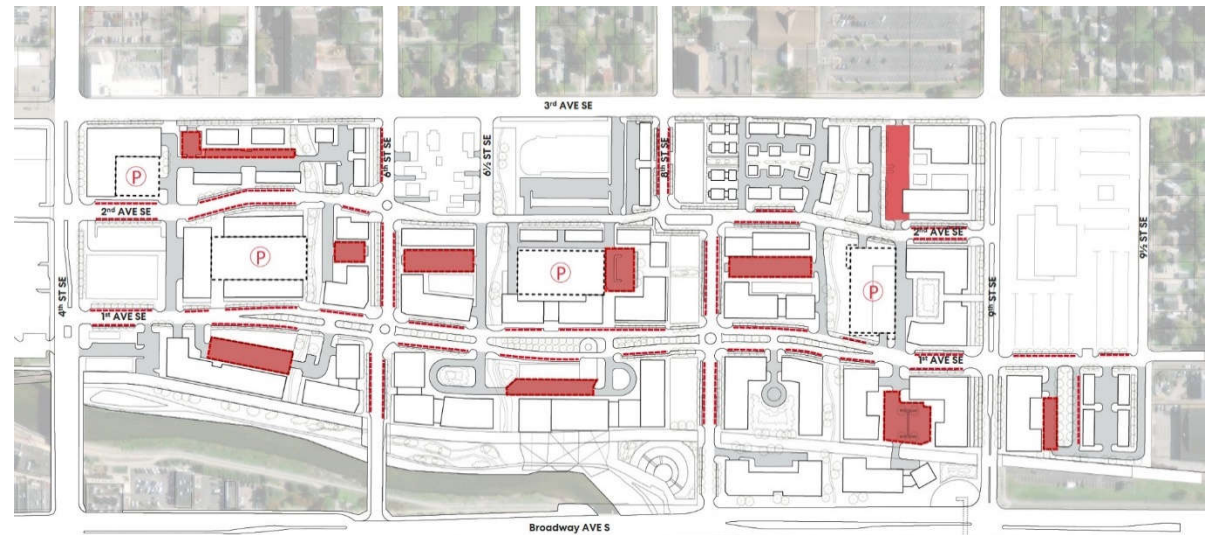 3rd AVE SE
6th ST SE
6½ ST SE
8th ST SE
P
2nd AVE SE
2nd AVE SE
9½ ST SE
P
P
P
4th ST SE
1st AVE SE
9th ST SE
1st AVE SE
Broadway AVE S